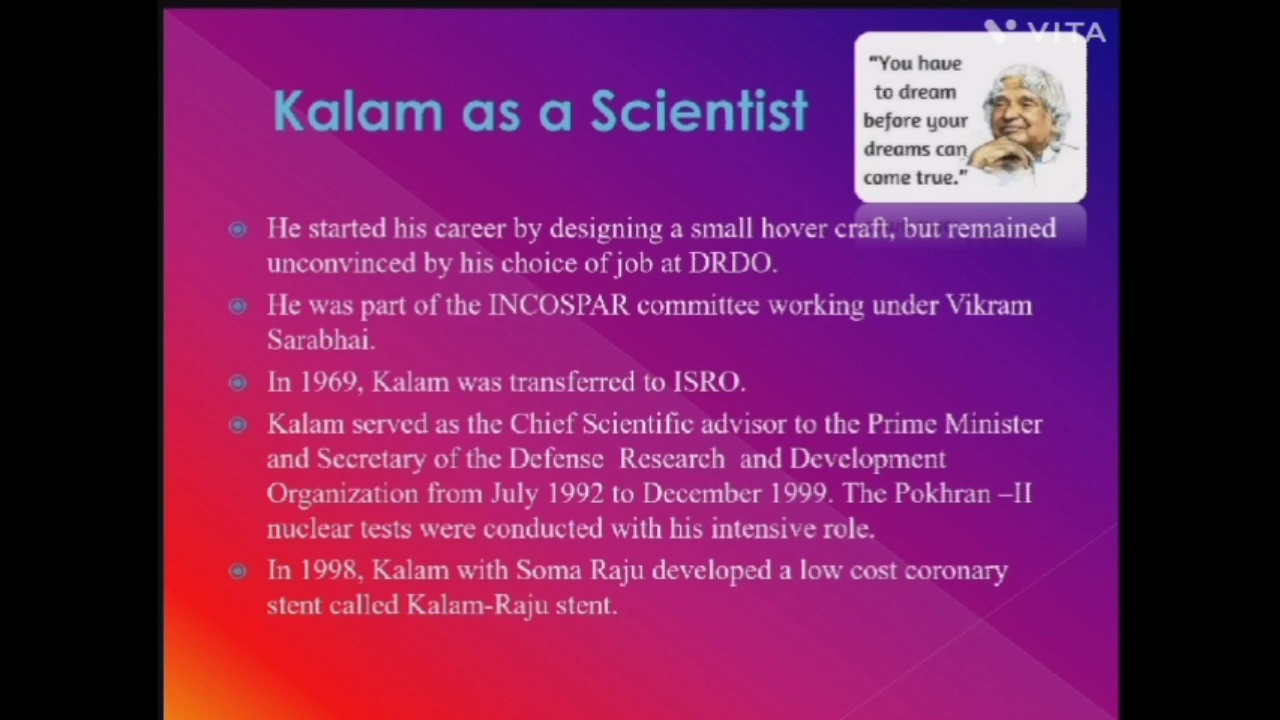 VITA
Kalam as a Scientist
"You have
to dream
before your
dreams can
come true."
He started his career by designing a small hover craft, but remained
unconvinced by his choice of job at DRDO.
He was part of the INCOSPAR committee working under Vikram
Sarabhai.
In 1969, Kalam was transferred to ISRO.
Kalam served as the Chief Scientific advisor to the Prime Minister
and Secretary of the Defense Research and Development
Organization from July 1992 to December 1999. The Pokhran –II
nuclear tests were conducted with his intensive role.
In 1998, Kalam with Soma Raju developed a low cost coronary
stent called Kalam-Raju stent.